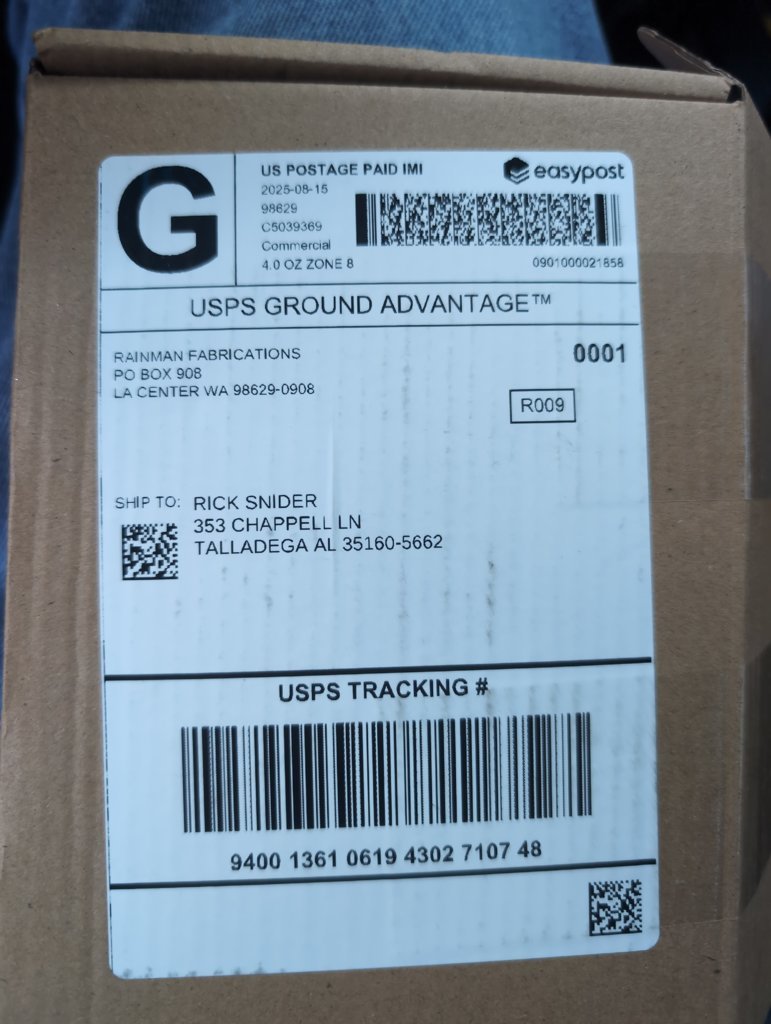 G
US POSTAGE PAID IMI
easypost
2025-08-15
98629
C5039369
Commercial
4.0 OZ ZONE 8
0901000021858
USPS GROUND ADVANTAGE™
RAINMAN FABRICATIONS
PO BOX 908
LA CENTER WA 98629-0908
0001
R009
SHIP TO: RICK SNIDER
353 CHAPPELL LN
TALLADEGA AL 35160-5662
USPS TRACKING #
9400 1361 0619 4302 7107 48